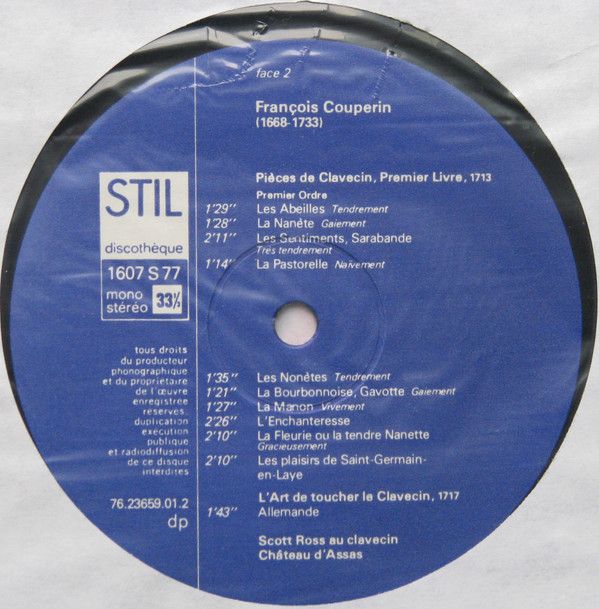 face 2
François Couperin
(1668-1733)
Pièces de Clavecin, Premier Livre, 1713
Premier Ordre
1'29'' Les Abeilles Tendrement
1'28'' La Nanète Gaiement
2'11'' Les Sentiments, Sarabande
Très tendrement
1'14'' La Pastorelle Naïvement
STIL
discothèque
1607 S 77
mono
stéréo
33⅓
1'35'' Les Nonètes Tendrement
1'21'' La Bourbonnoise, Gavotte Gaiement
1'27'' La Manon Vivement
2'26'' L'Enchanteresse
2'10'' La Fleurie ou la tendre Nanette
Gracieusement
2'10'' Les plaisirs de Saint-Germain-
en-Laye
L'Art de toucher le Clavecin, 1717
1'43'' Allemande
Scott Ross au clavecin
Château d'Assas
tous droits
du producteur
phonographique
et du propriétaire
de l'œuvre
enregistrée
réservés,
duplication
exécution
publique
et radiodiffusion
de ce disque
interdites
76.23659.01.2
dp